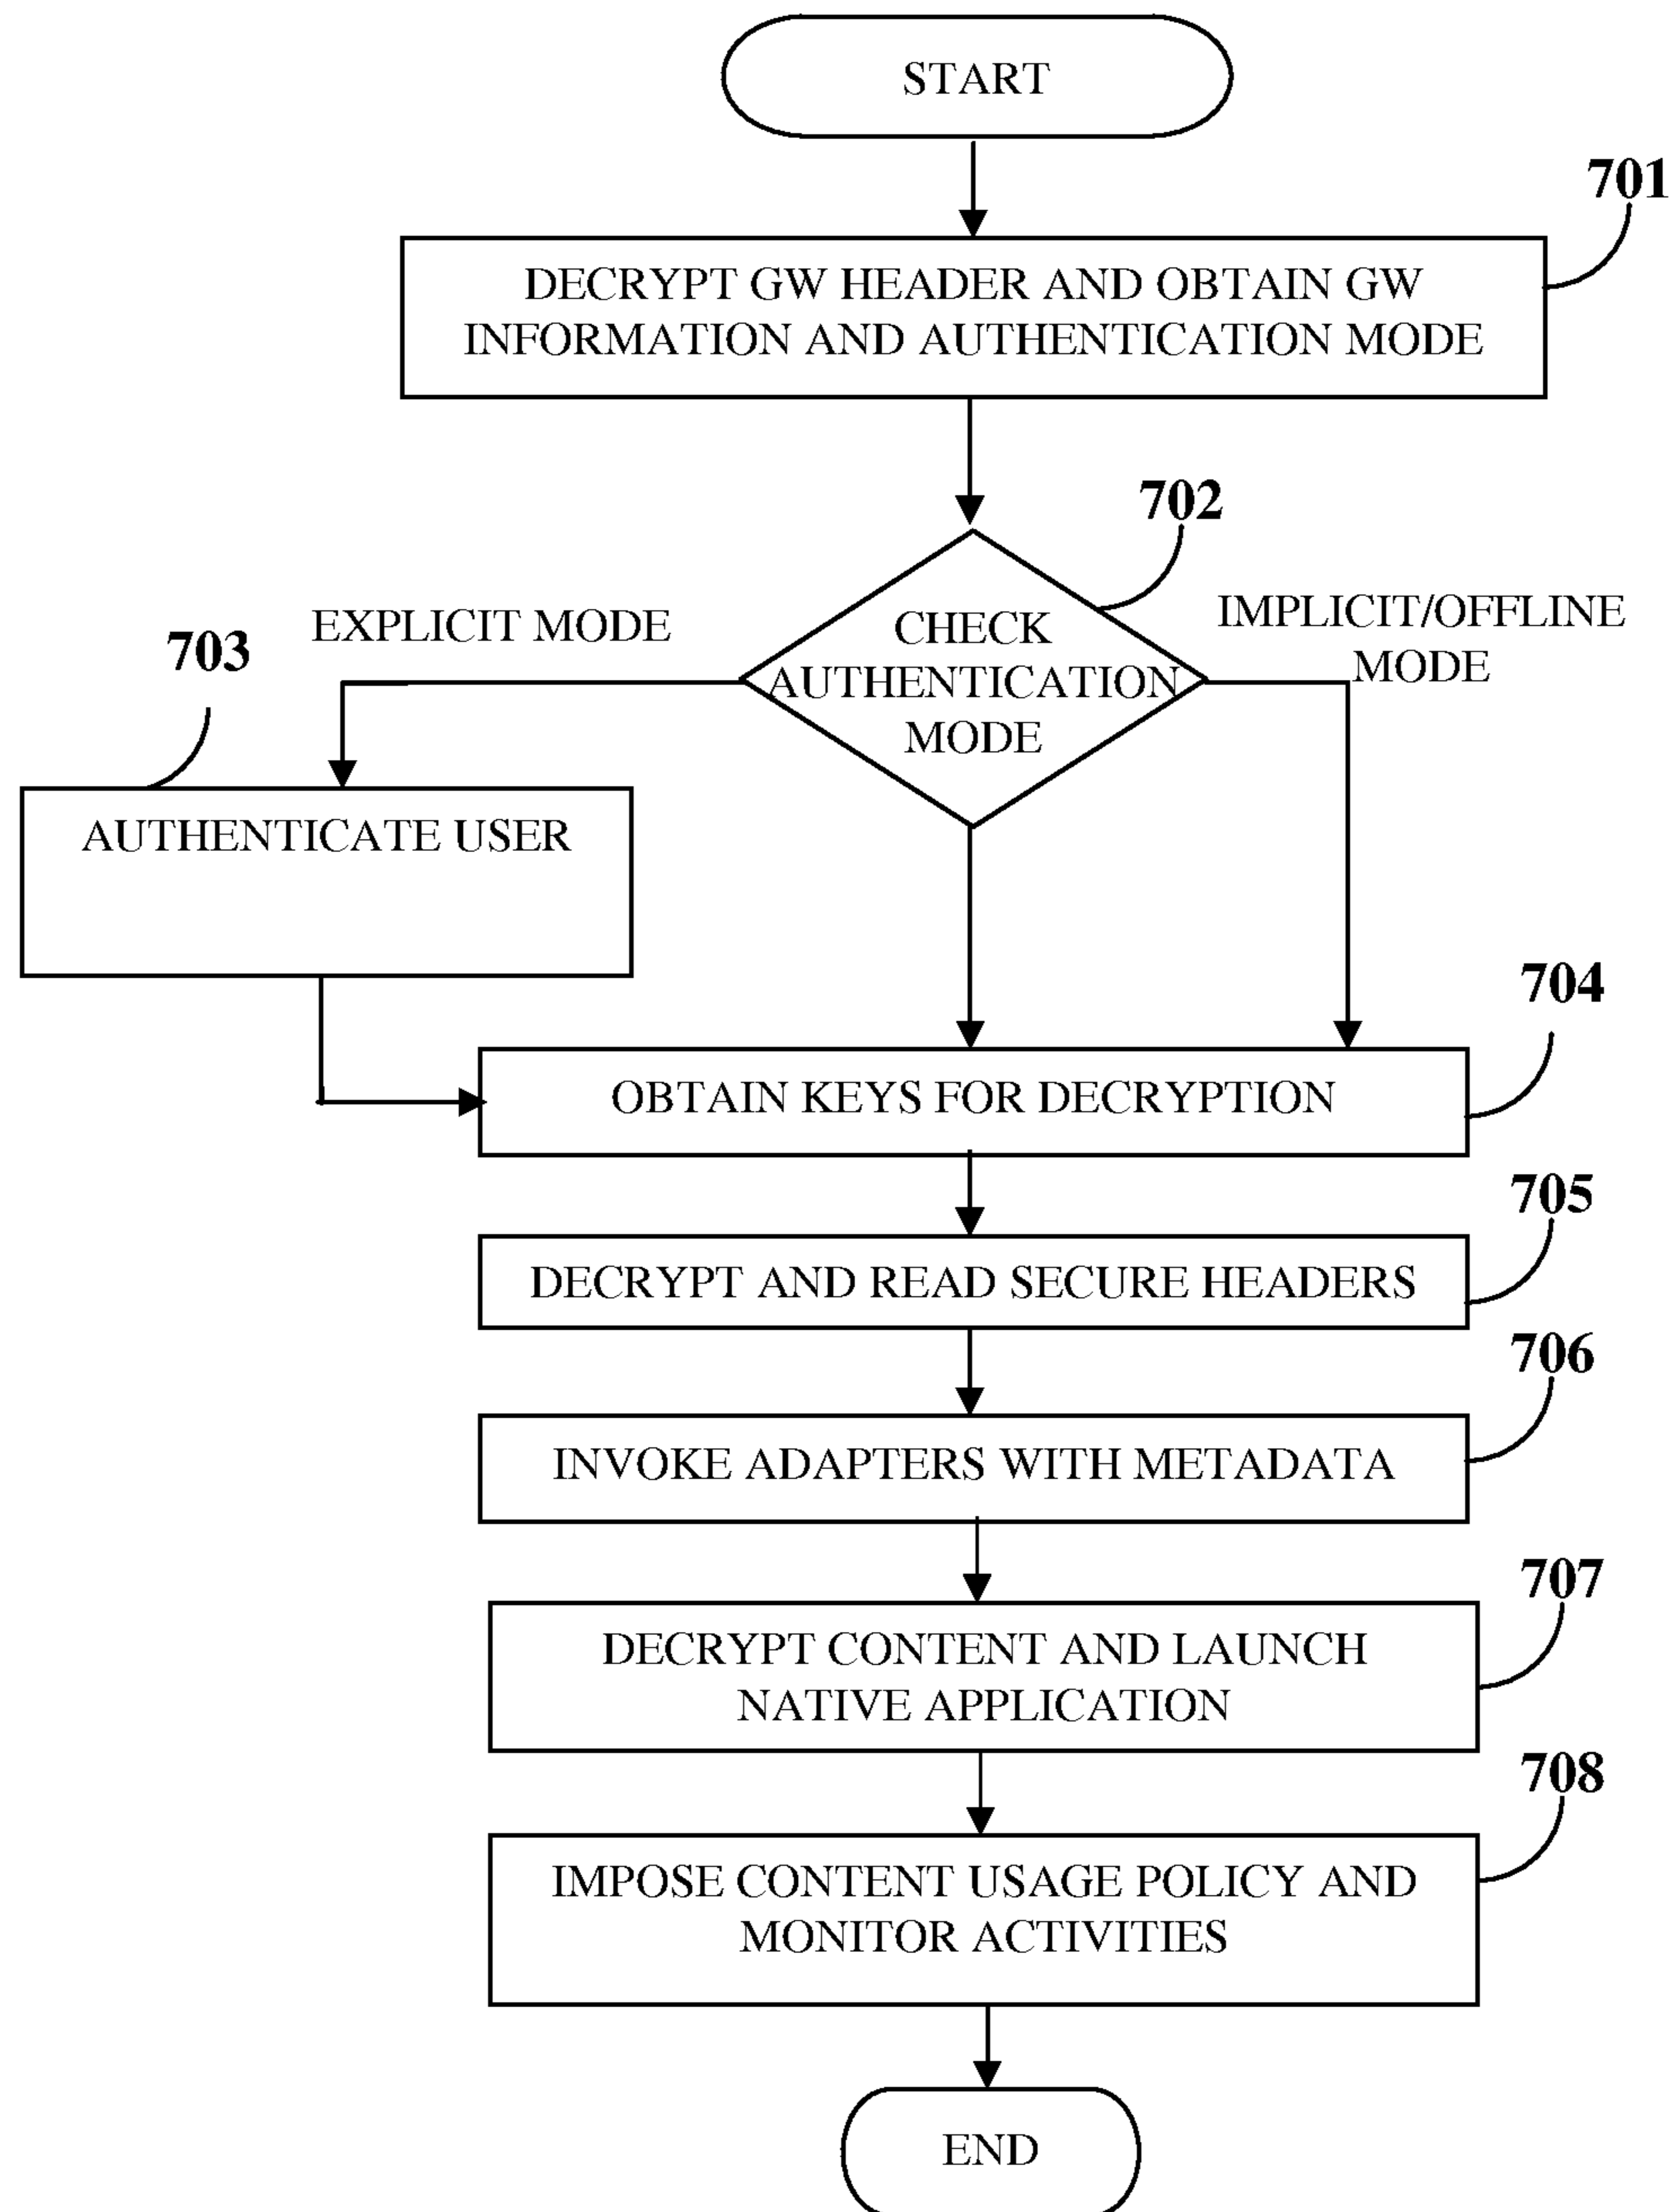 START
701
DECRYPT GW HEADER AND OBTAIN GW
INFORMATION AND AUTHENTICATION MODE
702
EXPLICIT MODE
CHECK
AUTHENTICATION
MODE
IMPLICIT/OFFLINE
MODE
703
AUTHENTICATE USER
704
OBTAIN KEYS FOR DECRYPTION
705
DECRYPT AND READ SECURE HEADERS
706
INVOKE ADAPTERS WITH METADATA
707
DECRYPT CONTENT AND LAUNCH
NATIVE APPLICATION
708
IMPOSE CONTENT USAGE POLICY AND
MONITOR ACTIVITIES
END